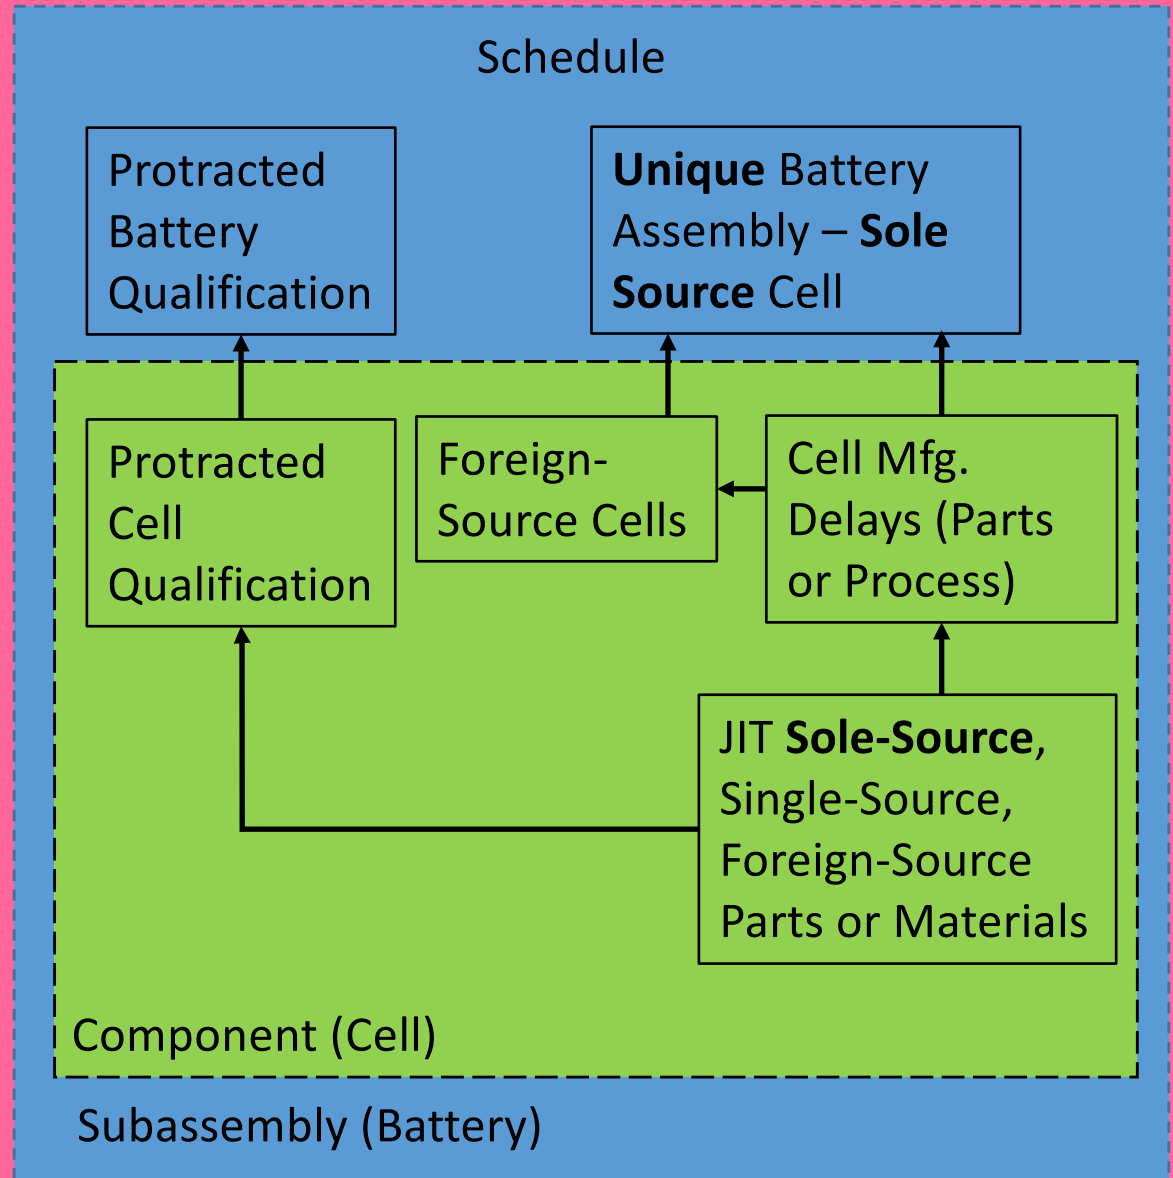 Schedule
Protracted
Battery
Qualification
Unique Battery
Assembly – Sole
Source Cell
Protracted
Cell
Qualification
Foreign-
Source Cells
Cell Mfg.
Delays (Parts
or Process)
JIT Sole-Source,
Single-Source,
Foreign-Source
Parts or Materials
Component (Cell)
Subassembly (Battery)